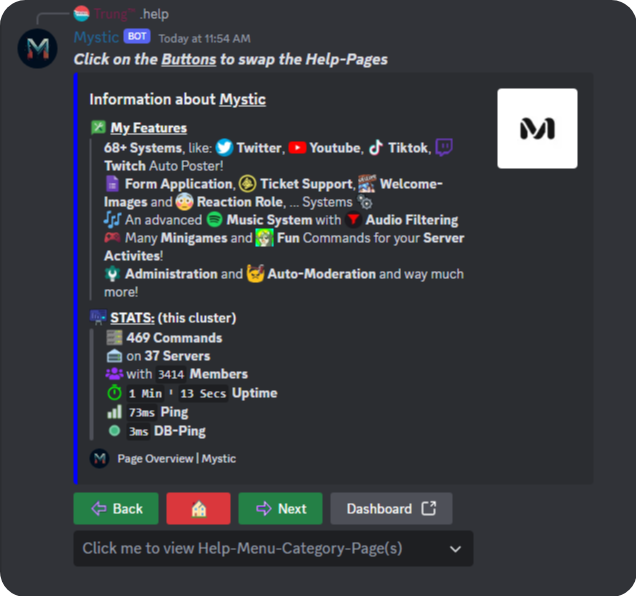 Trung™ .help
Mystic BOT Today at 11:54 AM
Click on the Buttons to swap the Help-Pages
Information about Mystic
My Features
68+ Systems, like: Twitter, Youtube, Tiktok,
Twitch Auto Poster!
Form Application, Ticket Support, Welcome-
Images and Reaction Role, ... Systems
An advanced Music System with Audio Filtering
Many Minigames and Fun Commands for your Server
Activites!
Administration and Auto-Moderation and way much
more!
STATS: (this cluster)
469 Commands
on 37 Servers
with 3414 Members
1 Min ╵ 13 Secs Uptime
73ms Ping
3ms DB-Ping
Page Overview | Mystic
Back Next Dashboard
Click me to view Help-Menu-Category-Page(s)